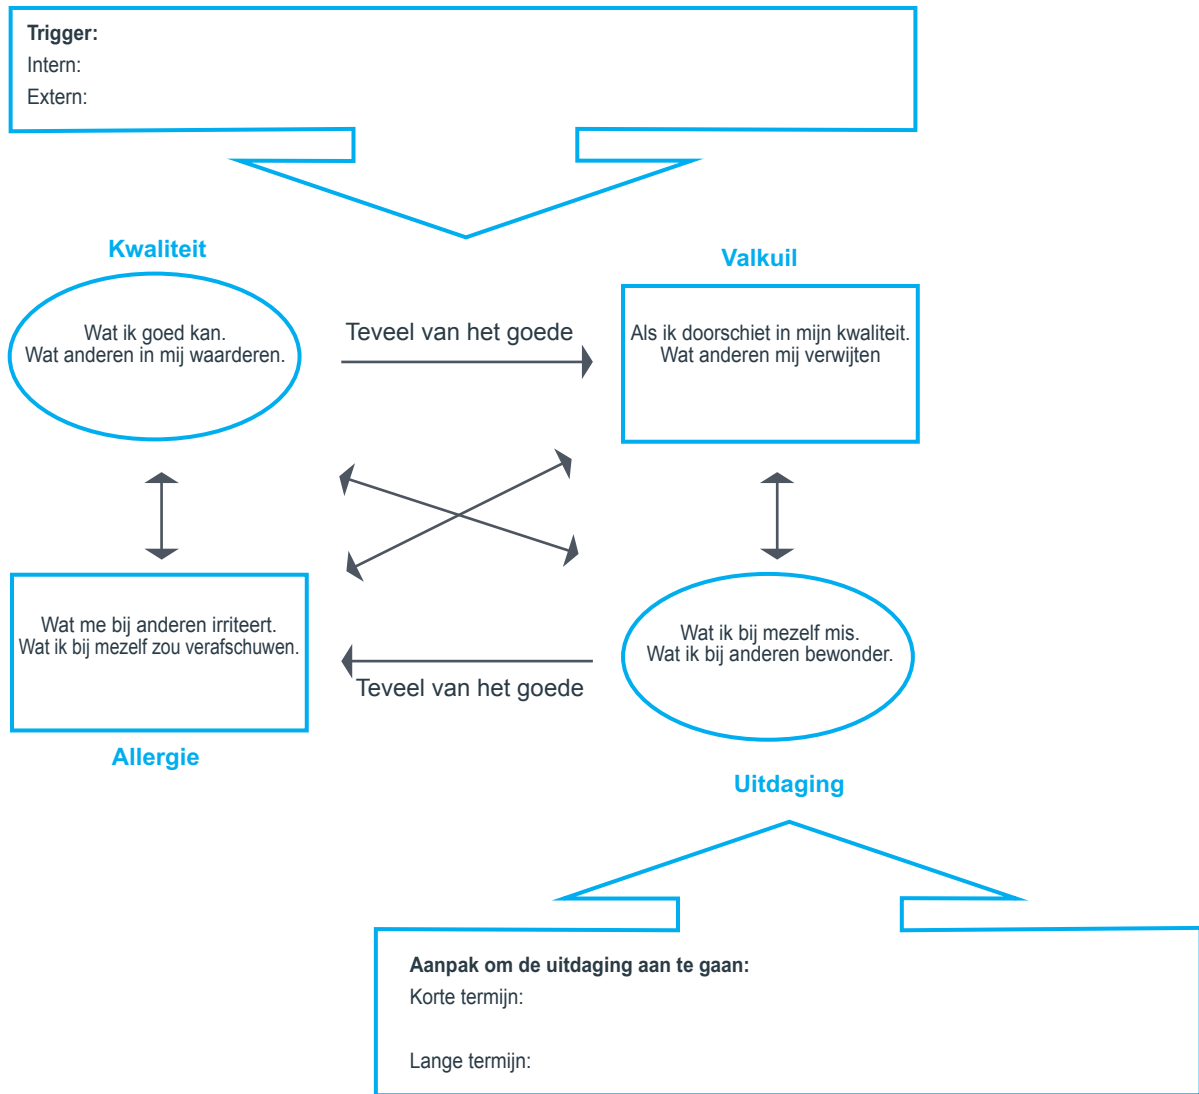 Trigger:
Intern:
Extern:
Kwaliteit
Valkuil
Wat ik goed kan.
Wat anderen in mij waarderen.
Teveel van het goede
Als ik doorschiet in mijn kwaliteit.
Wat anderen mij verwijten
Wat me bij anderen irriteert.
Wat ik bij mezelf zou verafschuwen.
Teveel van het goede
Wat ik bij mezelf mis.
Wat ik bij anderen bewonder.
Allergie
Uitdaging
Aanpak om de uitdaging aan te gaan:
Korte termijn:
Lange termijn: